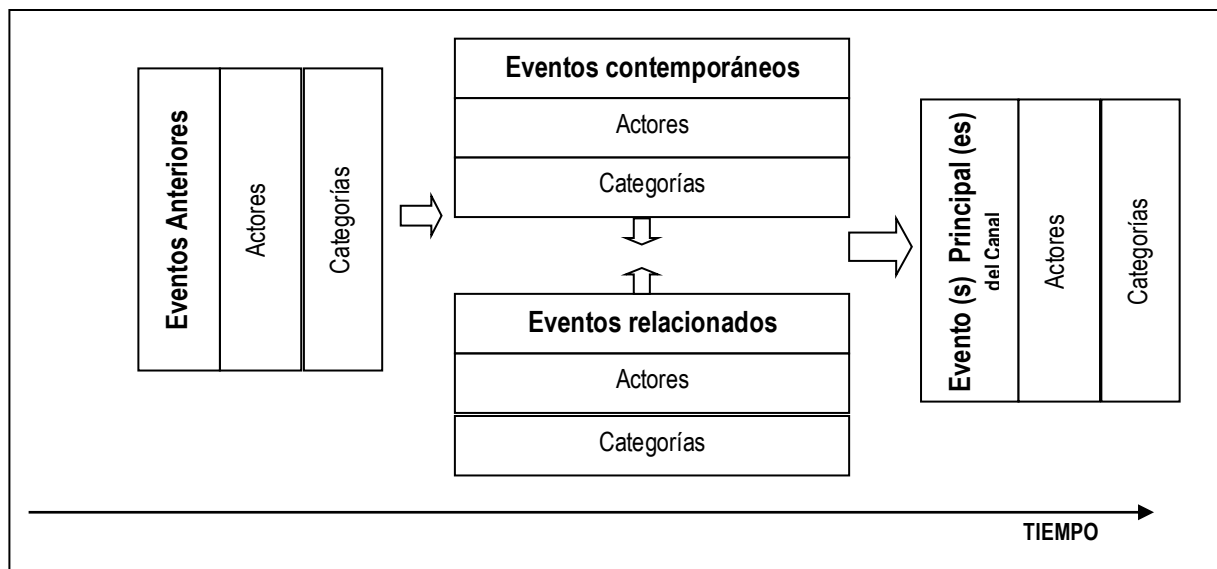 Eventos Anteriores
Actores
Categorías
Eventos contemporáneos
Actores
Categorías
Eventos relacionados
Actores
Categorías
Evento (s) Principal (es)
del Canal
Actores
Categorías
TIEMPO